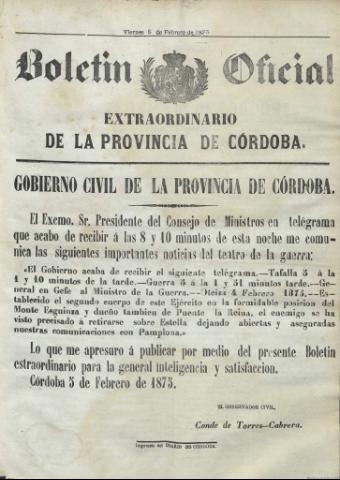 Viernes 5 de Febrero de 1875
Boletin Oficial
EXTRAORDINARIO
DE LA PROVINCIA DE CÓRDOBA.
GOBIERNO CIVIL DE LA PROVINCIA DE CÓRDOBA.
El Excmo. Sr. Presidente del Consejo de Ministros en telégrama
que acabo de recibir á las 8 y 10 minutos de esta noche me comu-
nica las siguientes importantes noticias del teatro de la guerra:
«El Gobierno acaba de recibir el siguiente telégrama.—Tafalla 5 á la
1 y 10 minutos de la tarde.—Guerra 5 á la 1 y 51 minutos tarde.—Ge-
neral en Gefe al Ministro de la Guerra.—Oteiza 4 Febrero 1875.—Es-
tablecido el segundo cuerpo de este Ejército en la formidable posicion del
Monte Esquinza y dueño tambien de Puente la Reina, el enemigo se ha
visto precisado á retirarse sobre Estella dejando abiertas y aseguradas
nuestras comunicaciones con Pamplona.»
Lo que me apresuro á publicar por medio del presente Boletin
estraordinario para la general inteligencia y satisfaccion.
Córdoba 5 de Febrero de 1875.
EL GOBERNADOR CIVIL,
Conde de Torres-Cabrera.
Imprenta del DIARIO DE CORDOBA.